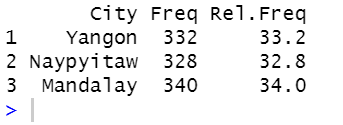 City Freq Rel.Freq
1 Yangon 332 33.2
2 Naypyitaw 328 32.8
3 Mandalay 340 34.0
>